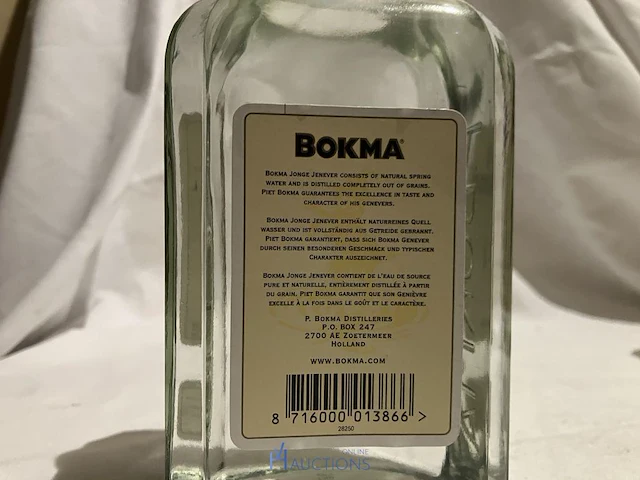 BOKMA®
BOKMA JONGE JENEVER CONSISTS OF NATURAL SPRING
WATER AND IS DISTILLED COMPLETELY OUT OF GRAINS.
PIET BOKMA GUARANTEES THE EXCELLENCE IN TASTE AND
CHARACTER OF HIS GENEVERS.
BOKMA JONGE JENEVER ENTHÄLT NATURREINES QUELL
WASSER UND IST VOLLSTÄNDIG AUS GETREIDE GEBRANNT.
PIET BOKMA GARANTIERT, DASS SICH BOKMA GENEVER
DURCH SEINEN BESONDEREN GESCHMACK UND TYPISCHEN
CHARAKTER AUSZEICHNET.
BOKMA JONGE JENEVER CONTIENT DE L'EAU DE SOURCE
PURE ET NATURELLE, ENTIÈREMENT DISTILLÉE À PARTIR
DU GRAIN. PIET BOKMA GARANTIT QUE SON GENIÈVRE
EXCELLE À LA FOIS DANS LE GOÛT ET LE CARACTÈRE.
P. BOKMA DISTILLERIES
P.O. BOX 247
2700 AE ZOETERMEER
HOLLAND
WWW.BOKMA.COM
8 716000 013866 >
28250
ONLINE
AUCTIONS